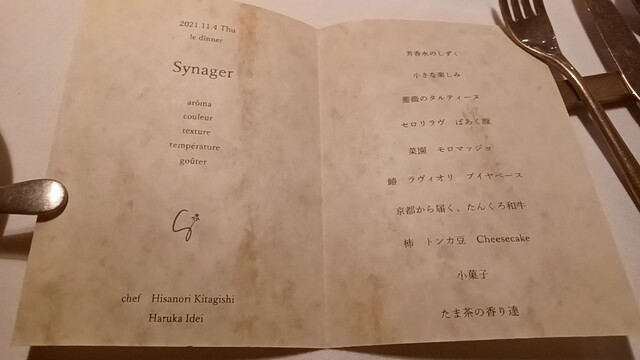 2021.11.4 Thu
le dinner
Synager
arôma
couleur
texture
température
goûter
chef Hisanori Kitagishi
Haruka Idei
芳香水のしずく
小さな楽しみ
薔薇のタルティーヌ
セロリラヴ ばあく豚
菜園 モロマッジョ
鰆 ラヴィオリ ブイヤベース
京都から届く、たんくろ和牛
柿 トンカ豆 Cheesecake
小菓子
たま茶の香り達